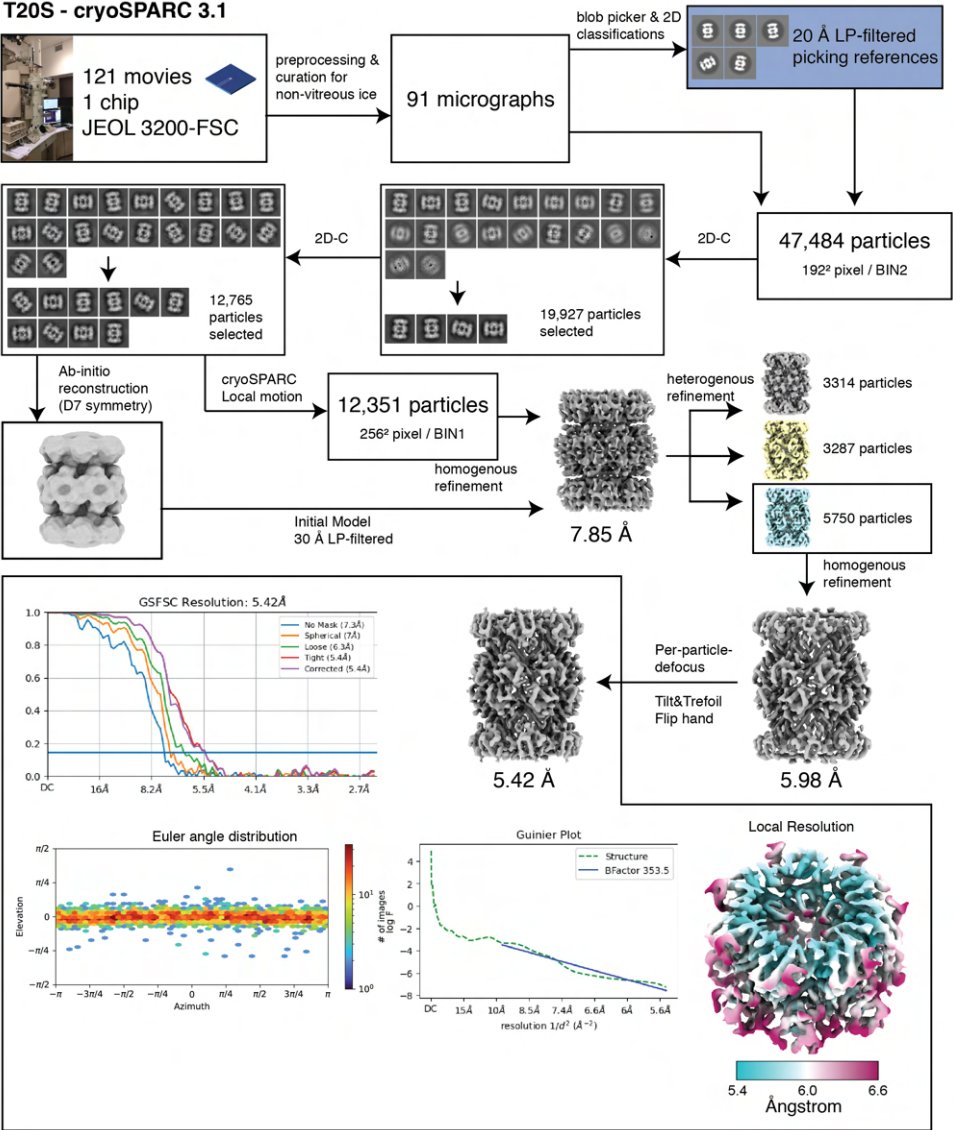 T20S - cryoSPARC 3.1
121 movies
1 chip
JEOL 3200-FSC
preprocessing &
curation for
non-vitreous ice
91 micrographs
blob picker & 2D
classifications
20 Å LP-filtered
picking references
47,484 particles
192² pixel / BIN2
2D-C
19,927 particles
selected
2D-C
12,765
particles
selected
Ab-initio
reconstruction
(D7 symmetry)
cryoSPARC
Local motion
12,351 particles
256² pixel / BIN1
homogenous
refinement
Initial Model
30 Å LP-filtered
7.85 Å
heterogenous
refinement
3314 particles
3287 particles
5750 particles
homogenous
refinement
5.98 Å
Per-particle-
defocus
Tilt&Trefoil
Flip hand
5.42 Å
GSFSC Resolution: 5.42Å
1.0
0.8
0.6
0.4
0.2
0.0
DC 16Å 8.2Å 5.5Å 4.1Å 3.3Å 2.7Å
No Mask (7.3Å)
Spherical (7Å)
Loose (6.3Å)
Tight (5.4Å)
Corrected (5.4Å)
Euler angle distribution
π/2
π/4
0
−π/4
−π/2
Elevation
−π −3π/4 −π/2 −π/4 0 π/4 π/2 3π/4 π
Azimuth
10¹
10⁰
# of images
Guinier Plot
log F
4
2
0
−2
−4
−6
−8
Structure
BFactor 353.5
DC 15Å 10Å 8.5Å 7.4Å 6.6Å 6Å 5.6Å
resolution 1/d² (Å⁻²)
Local Resolution
5.4 6.0 6.6
Ångstrom